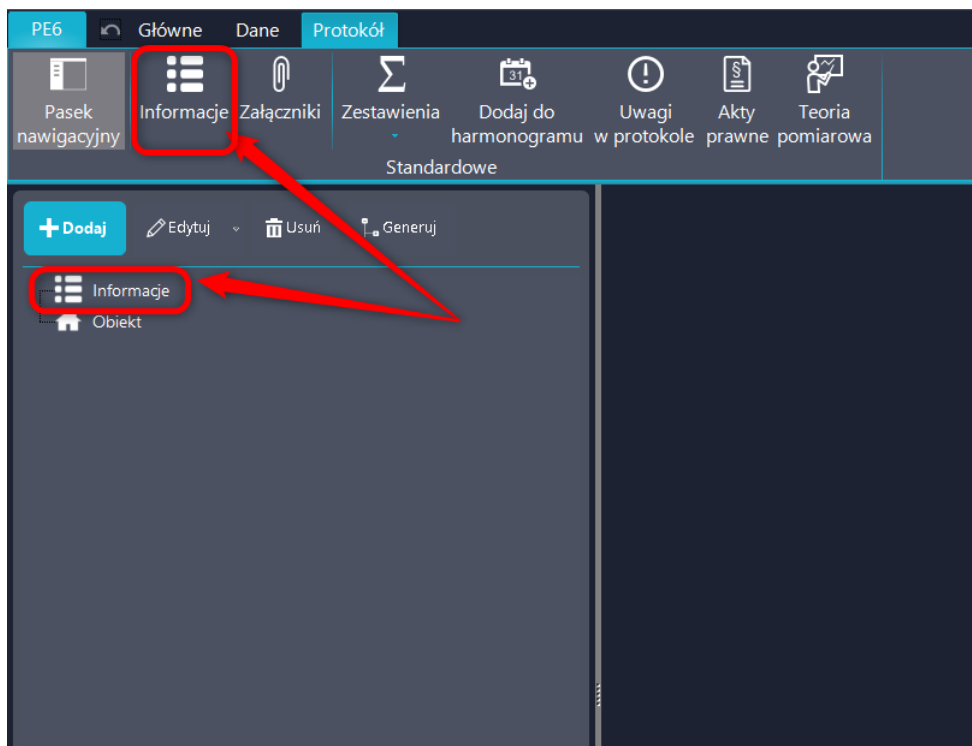 PE6 Główne Dane Protokół
Pasek nawigacyjny
Informacje
Załączniki
Zestawienia
31
Dodaj do harmonogramu
Uwagi w protokole
§
Akty prawne
Teoria pomiarowa
Standardowe
Dodaj Edytuj Usuń Generuj
Informacje
Obiekt